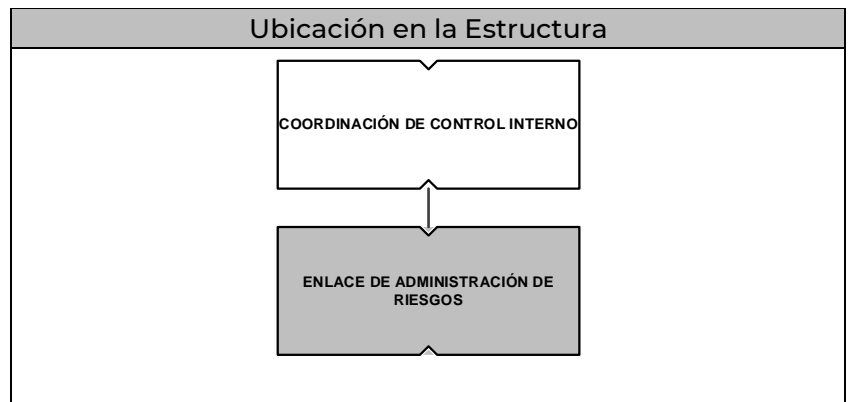 Ubicación en la Estructura
COORDINACIÓN DE CONTROL INTERNO
ENLACE DE ADMINISTRACIÓN DE
RIESGOS